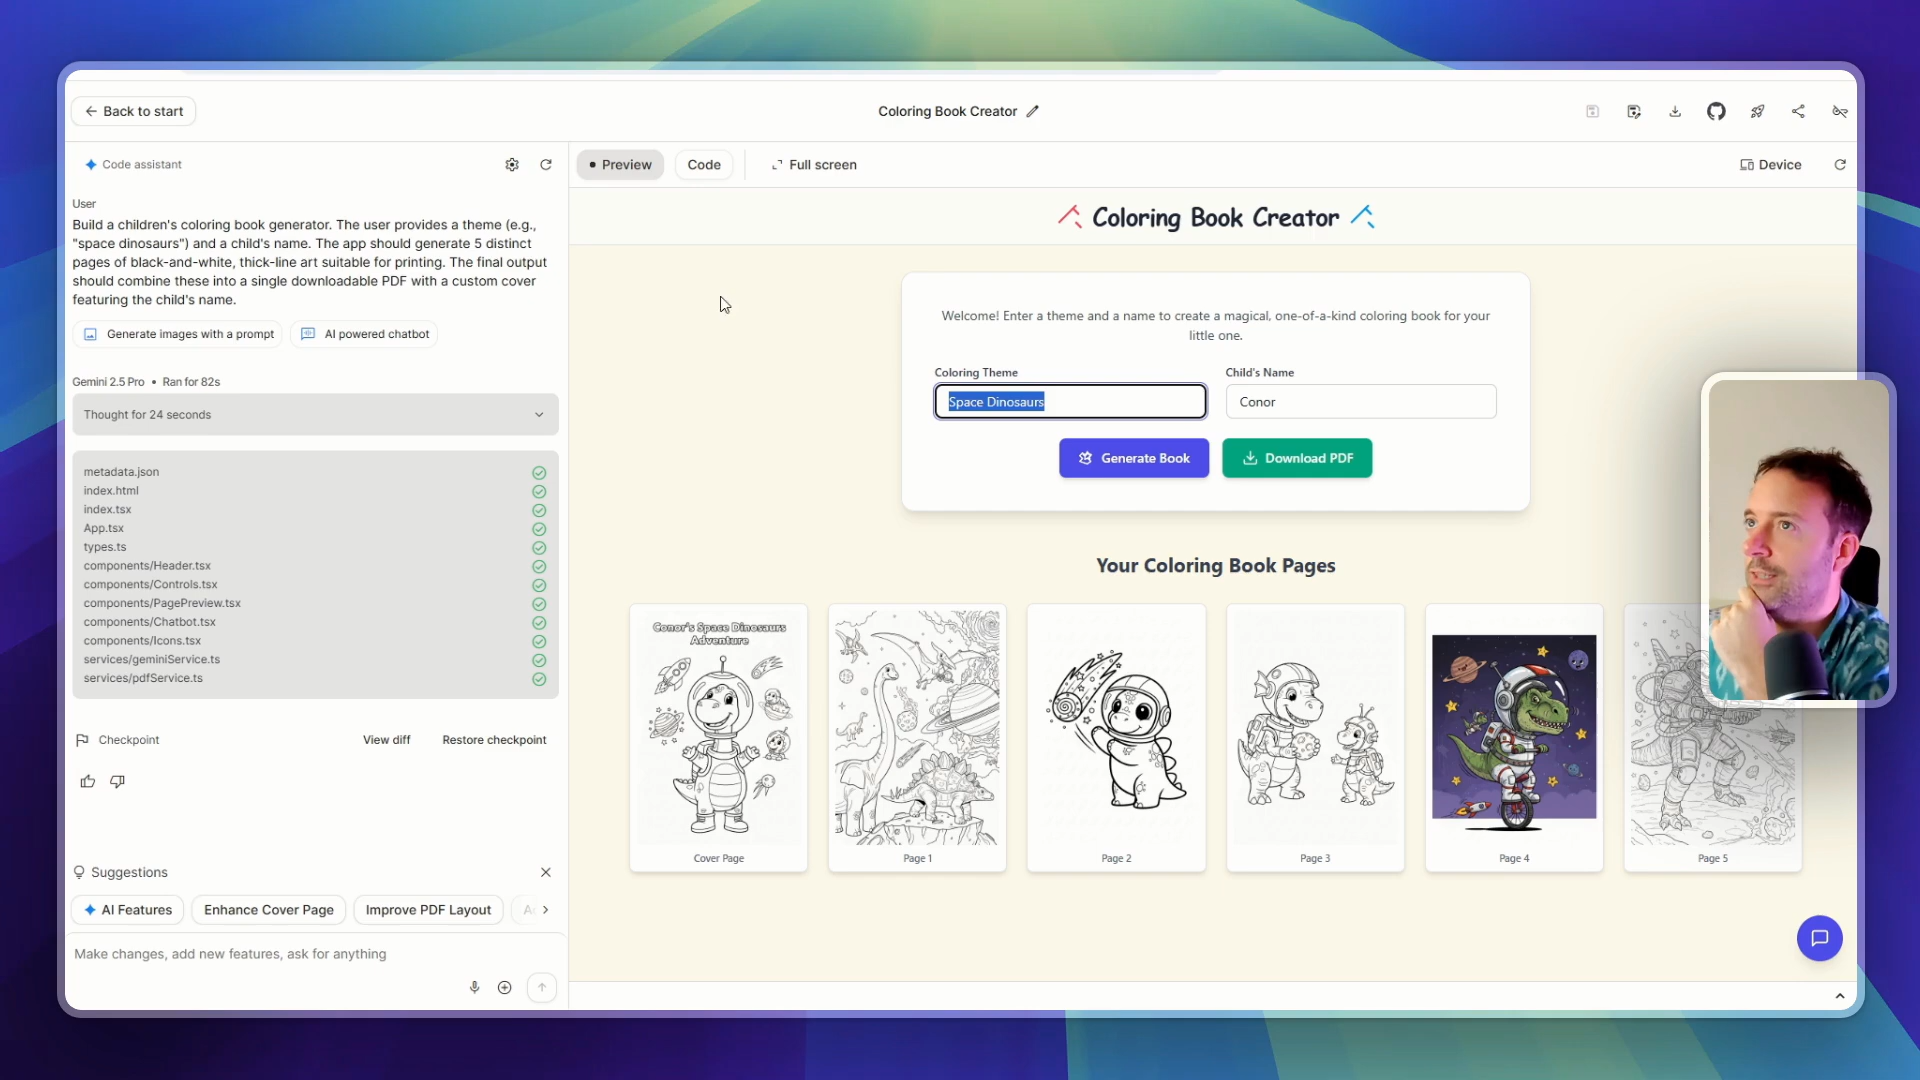 Back to start
Coloring Book Creator
Code assistant
Preview
Code
Full screen
Device
User
Build a children's coloring book generator. The user provides a theme (e.g.,
"space dinosaurs") and a child's name. The app should generate 5 distinct
pages of black-and-white, thick-line art suitable for printing. The final output
should combine these into a single downloadable PDF with a custom cover
featuring the child's name.
Generate images with a prompt
AI powered chatbot
Gemini 2.5 Pro • Ran for 82s
Thought for 24 seconds
metadata.json
index.html
index.tsx
App.tsx
types.ts
components/Header.tsx
components/Controls.tsx
components/PagePreview.tsx
components/Chatbot.tsx
components/Icons.tsx
services/geminiService.ts
services/pdfService.ts
Checkpoint
View diff
Restore checkpoint
Suggestions
AI Features
Enhance Cover Page
Improve PDF Layout
Make changes, add new features, ask for anything
Coloring Book Creator
Welcome! Enter a theme and a name to create a magical, one-of-a-kind coloring book for your
little one.
Coloring Theme
Child's Name
Space Dinosaurs
Conor
Generate Book
Download PDF
Your Coloring Book Pages
Conor's Space Dinosaurs
Adventure
Cover Page
Page 1
Page 2
Page 3
Page 4
Page 5